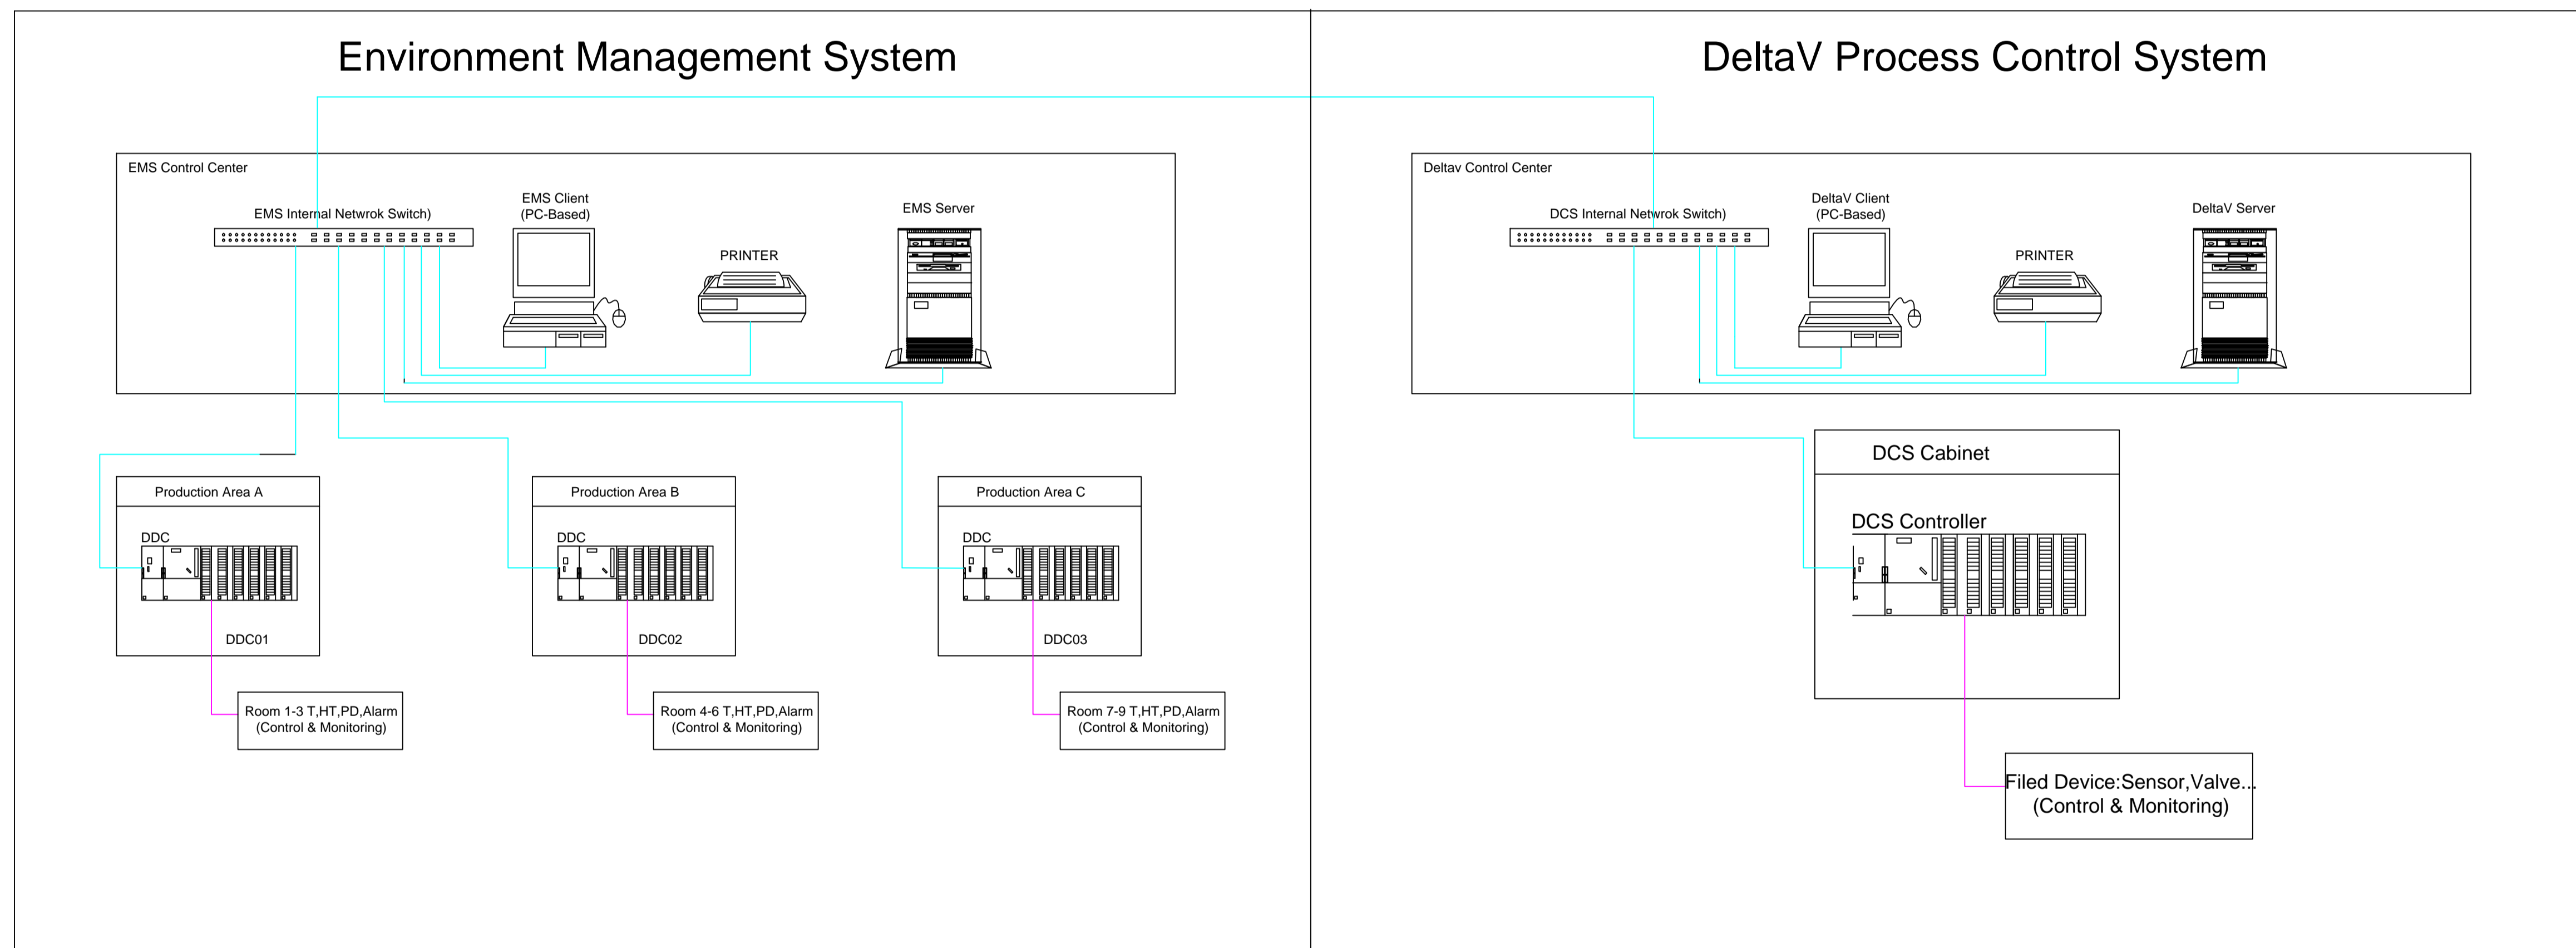 Environment Management System
DeltaV Process Control System
EMS Control Center
EMS Internal Netwrok Switch)
EMS Client
(PC-Based)
PRINTER
EMS Server
Deltav Control Center
DCS Internal Netwrok Switch)
DeltaV Client
(PC-Based)
PRINTER
DeltaV Server
Production Area A
DDC
DDC01
Room 1-3 T,HT,PD,Alarm
(Control & Monitoring)
Production Area B
DDC
DDC02
Room 4-6 T,HT,PD,Alarm
(Control & Monitoring)
Production Area C
DDC
DDC03
Room 7-9 T,HT,PD,Alarm
(Control & Monitoring)
DCS Cabinet
DCS Controller
Filed Device:Sensor,Valve...
(Control & Monitoring)